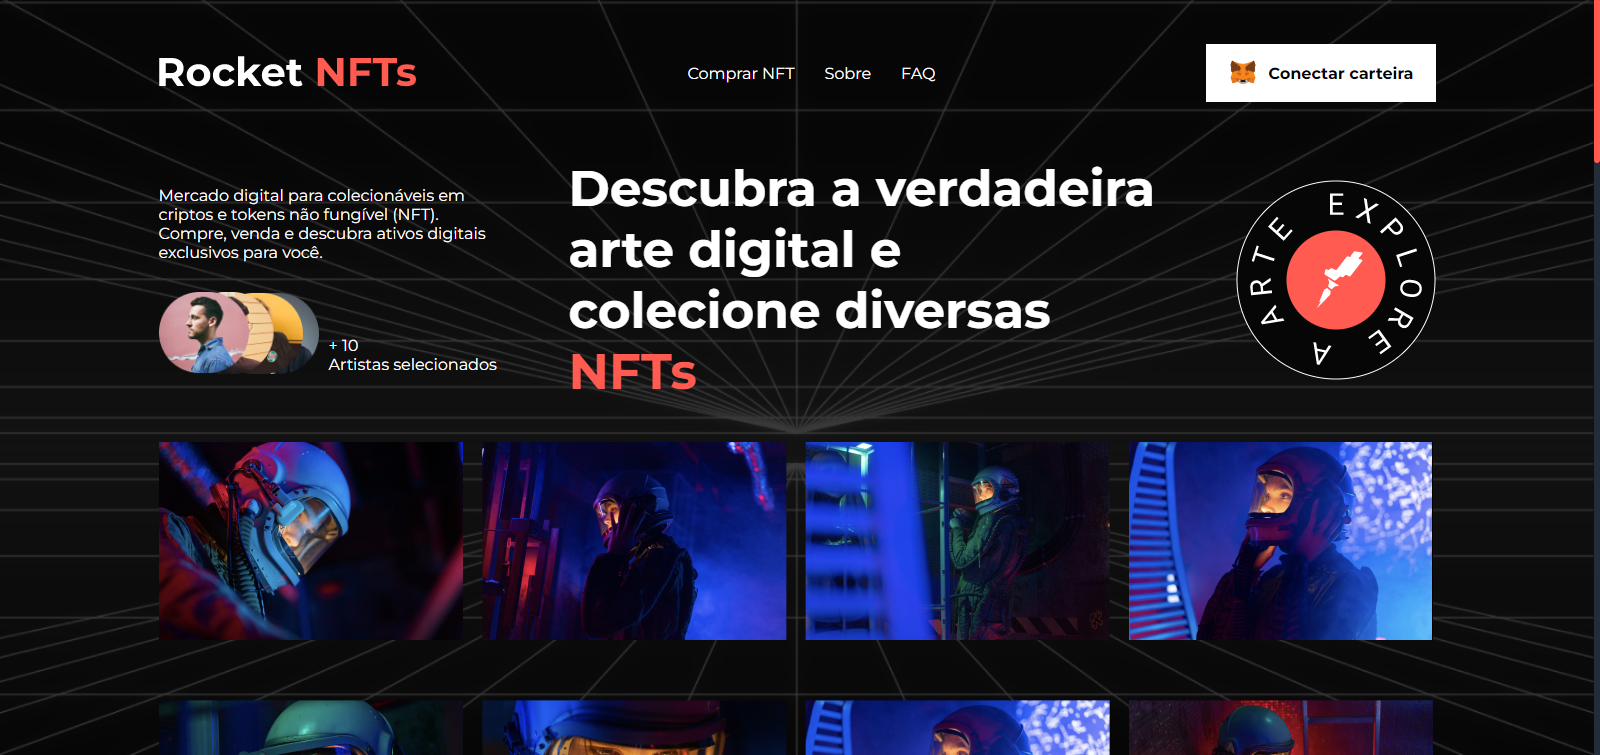 Rocket NFTs
Comprar NFT Sobre FAQ
Conectar carteira
Mercado digital para colecionáveis em
criptos e tokens não fungível (NFT).
Compre, venda e descubra ativos digitais
exclusivos para você.
+ 10
Artistas selecionados
Descubra a verdadeira
arte digital e
colecione diversas
NFTs
EXPLORE A ARTE